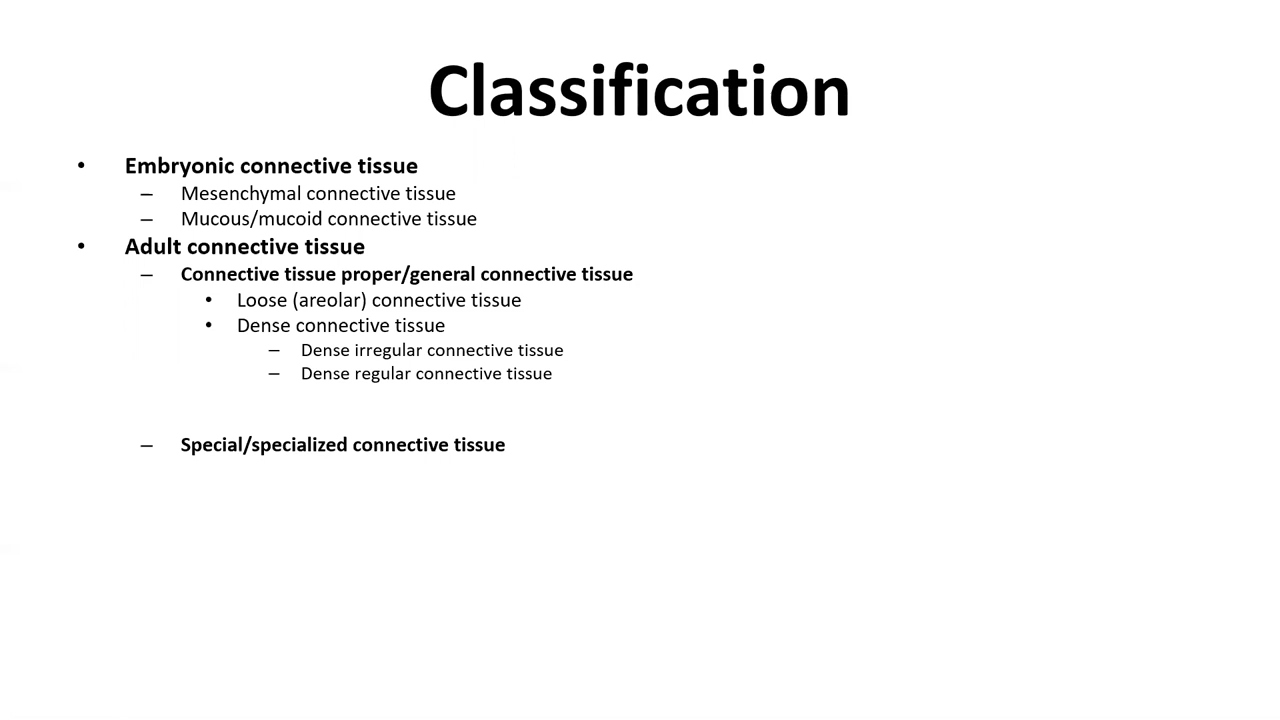 Classification
• Embryonic connective tissue
– Mesenchymal connective tissue
– Mucous/mucoid connective tissue
• Adult connective tissue
– Connective tissue proper/general connective tissue
• Loose (areolar) connective tissue
• Dense connective tissue
– Dense irregular connective tissue
– Dense regular connective tissue
– Special/specialized connective tissue